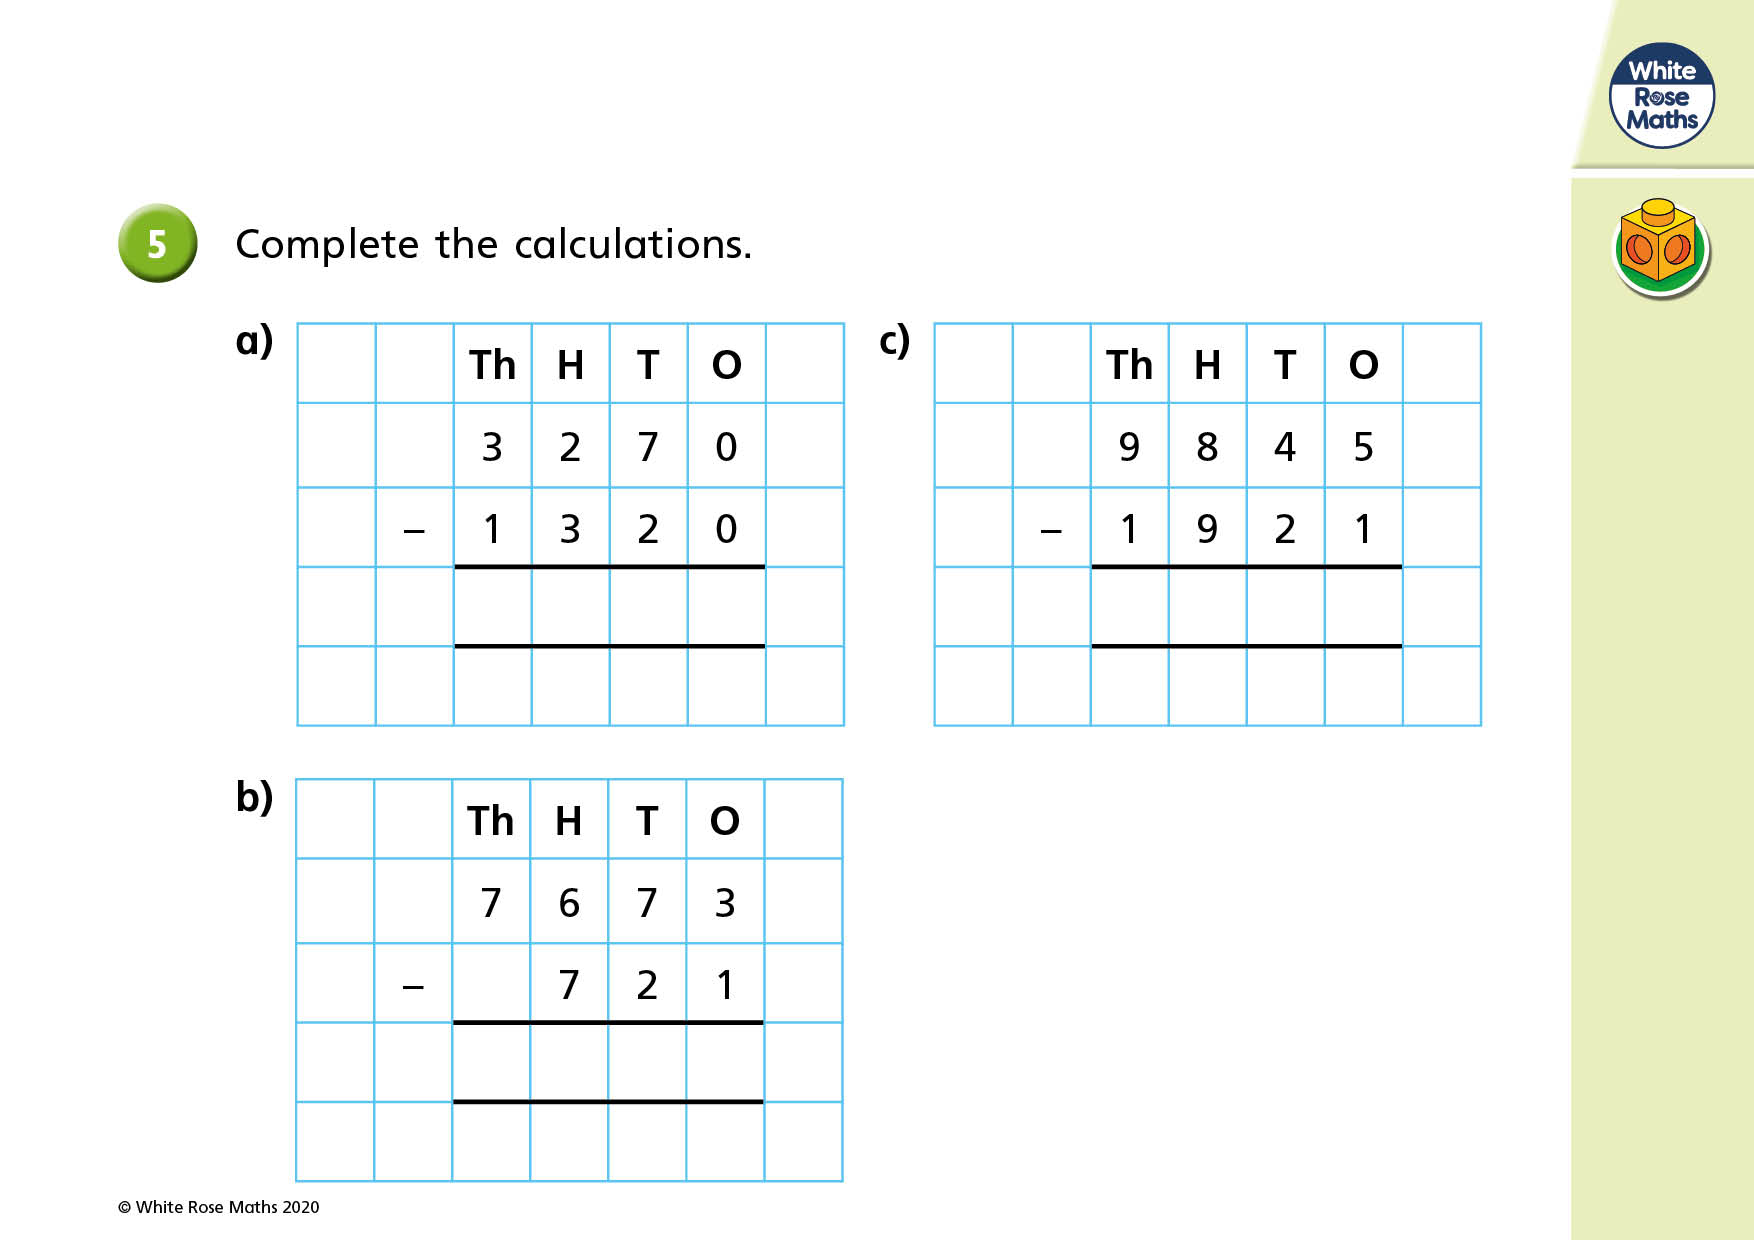 White
Rose
Maths
5 Complete the calculations.
a)
Th H T O
3 2 7 0
– 1 3 2 0
c)
Th H T O
9 8 4 5
– 1 9 2 1
b)
Th H T O
7 6 7 3
– 7 2 1
© White Rose Maths 2020